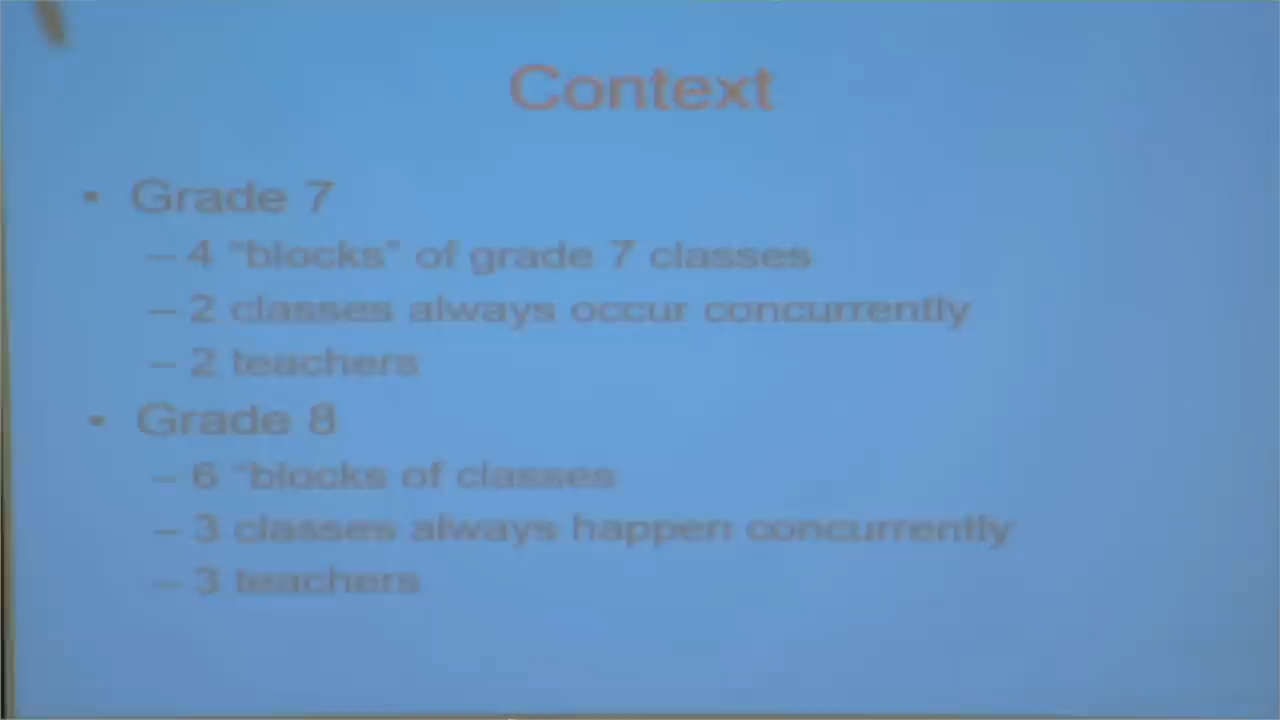 Context
• Grade 7
– 4 "blocks" of grade 7 classes
– 2 classes always occur concurrently
– 2 teachers
• Grade 8
– 6 "blocks of classes
– 3 classes always happen concurrently
– 3 teachers